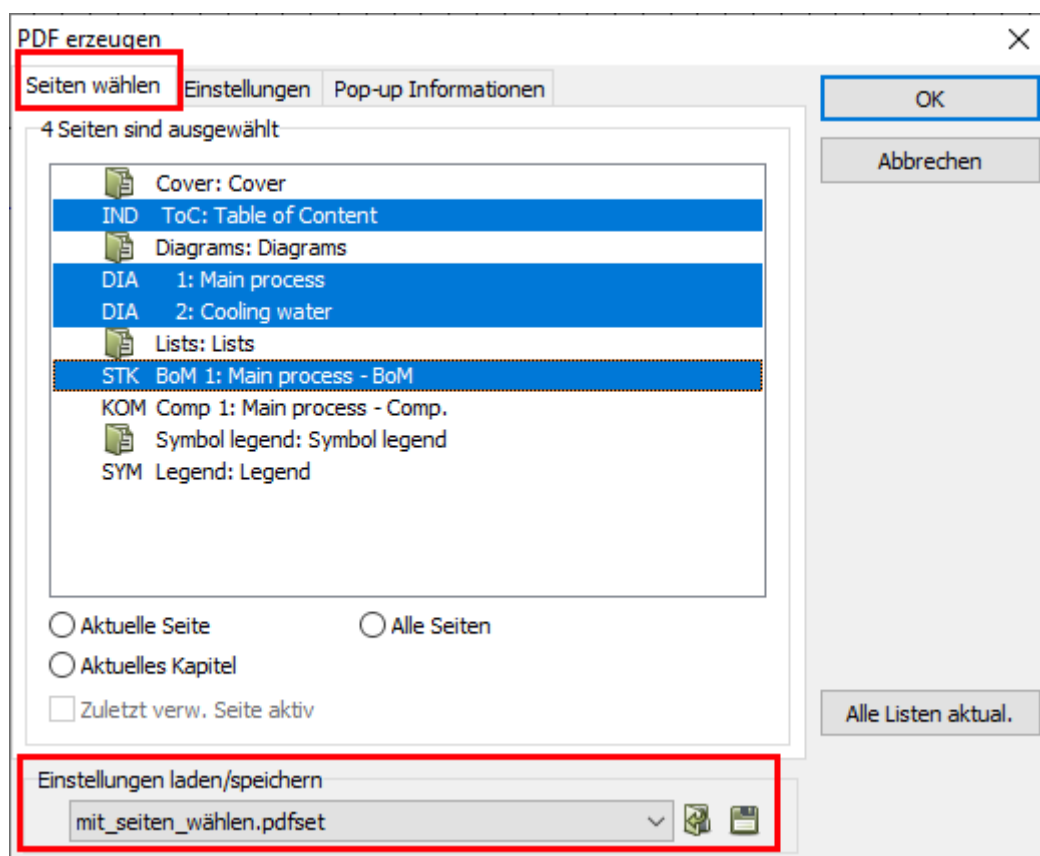 PDF erzeugen
Seiten wählen Einstellungen Pop-up Informationen
OK
4 Seiten sind ausgewählt
Abbrechen
Cover: Cover
IND ToC: Table of Content
Diagrams: Diagrams
DIA 1: Main process
DIA 2: Cooling water
Lists: Lists
STK BoM 1: Main process - BoM
KOM Comp 1: Main process - Comp.
Symbol legend: Symbol legend
SYM Legend: Legend
Aktuelle Seite Alle Seiten
Aktuelles Kapitel
Zuletzt verw. Seite aktiv
Alle Listen aktual.
Einstellungen laden/speichern
mit_seiten_wählen.pdfset